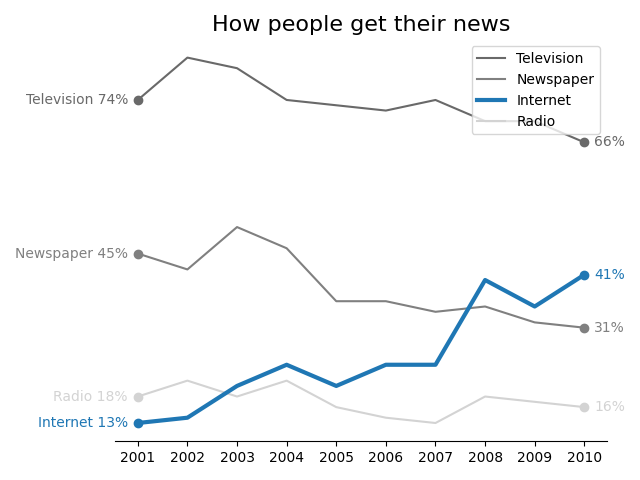 How people get their news
Television
Newspaper
Internet
Radio
Television 74%
66%
Newspaper 45%
41%
31%
Radio 18%
16%
Internet 13%
2001 2002 2003 2004 2005 2006 2007 2008 2009 2010